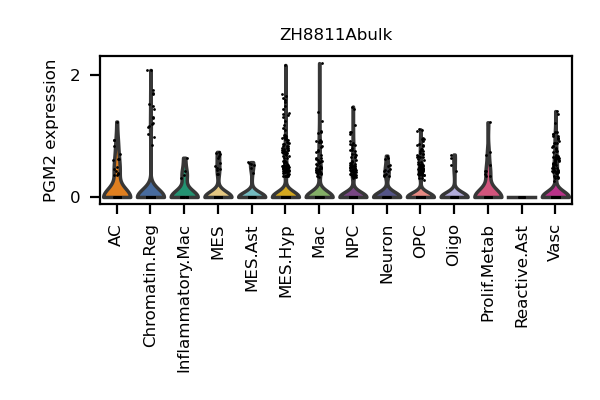 ZH8811Abulk
PGM2 expression
2
0
AC
Chromatin.Reg
Inflammatory.Mac
MES
MES.Ast
MES.Hyp
Mac
NPC
Neuron
OPC
Oligo
Prolif.Metab
Reactive.Ast
Vasc